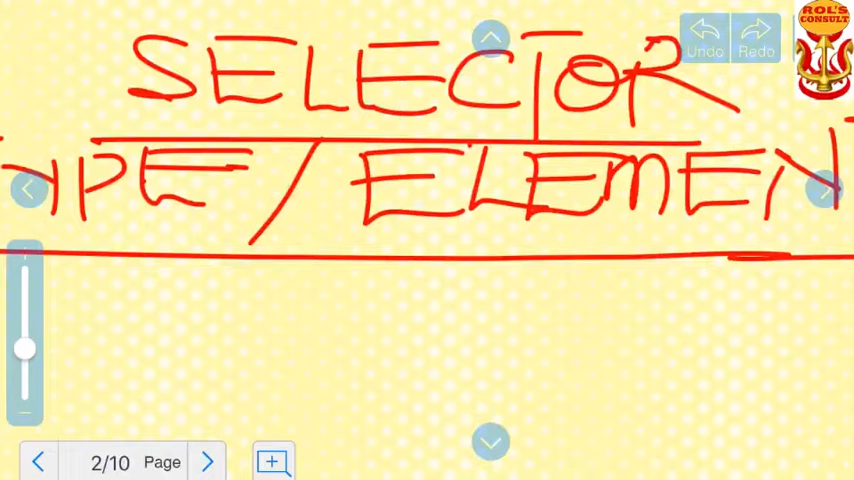 ROL'S
CONSULT
Undo Redo
SELECTOR
YPE / ELEMEN
2/10 Page